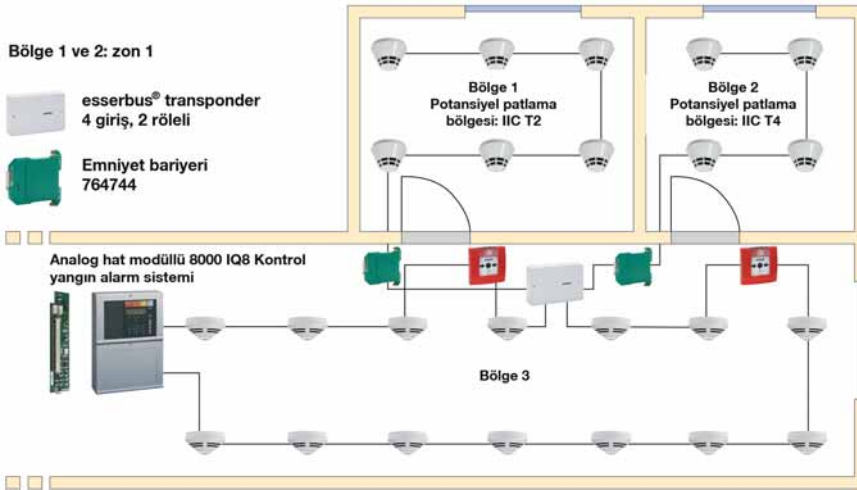 Bölge 1 ve 2: zon 1
esserbus® transponder
4 giriş, 2 röleli
Emniyet bariyeri
764744
Bölge 1
Potansiyel patlama
bölgesi: IIC T2
Bölge 2
Potansiyel patlama
bölgesi: IIC T4
Analog hat modüllü 8000 IQ8 Kontrol
yangın alarm sistemi
Bölge 3